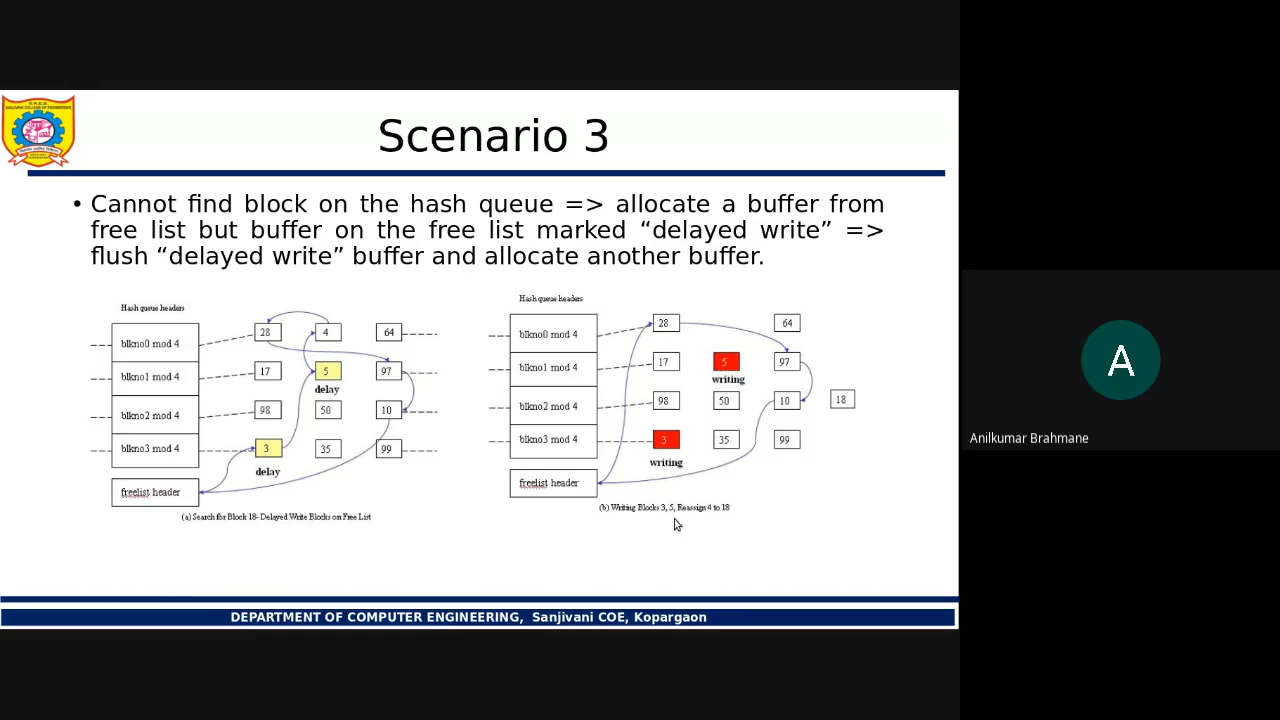 Scenario 3
• Cannot find block on the hash queue => allocate a buffer from
free list but buffer on the free list marked “delayed write” =>
flush “delayed write” buffer and allocate another buffer.
Hash queue headers
blkno0 mod 4
28
4
64
blkno1 mod 4
17
5
97
delay
blkno2 mod 4
98
50
10
blkno3 mod 4
3
35
99
delay
freelist header
(a) Search for Block 18- Delayed Write Blocks on Free List
Hash queue headers
blkno0 mod 4
28
64
blkno1 mod 4
17
5
97
writing
blkno2 mod 4
98
50
10
18
blkno3 mod 4
3
35
99
writing
freelist header
(b) Writing Blocks 3, 5, Reassign 4 to 18
DEPARTMENT OF COMPUTER ENGINEERING, Sanjivani COE, Kopargaon
A
Anilkumar Brahmane